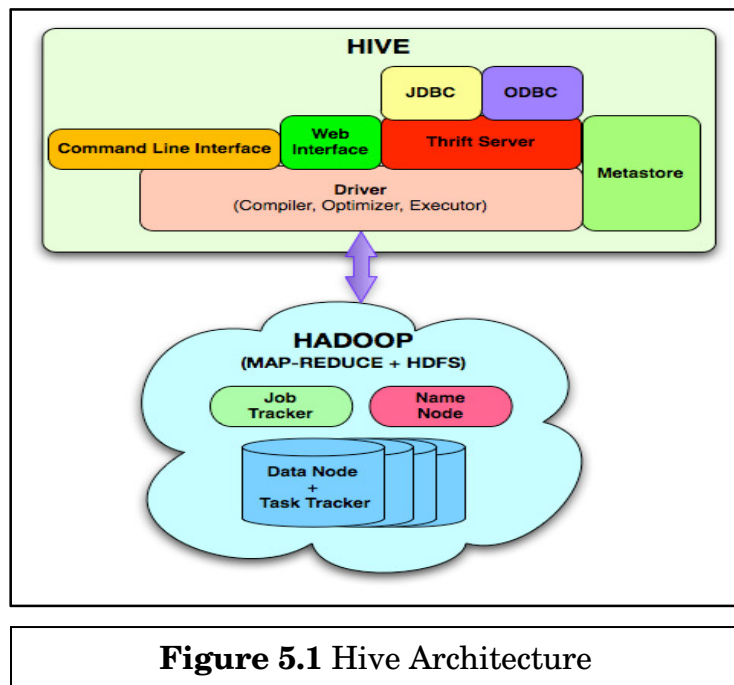 HIVE
JDBC
ODBC
Command Line Interface
Web
Interface
Thrift Server
Metastore
Driver
(Compiler, Optimizer, Executor)
HADOOP
(MAP-REDUCE + HDFS)
Job
Tracker
Name
Node
Data Node
+
Task Tracker
Figure 5.1 Hive Architecture